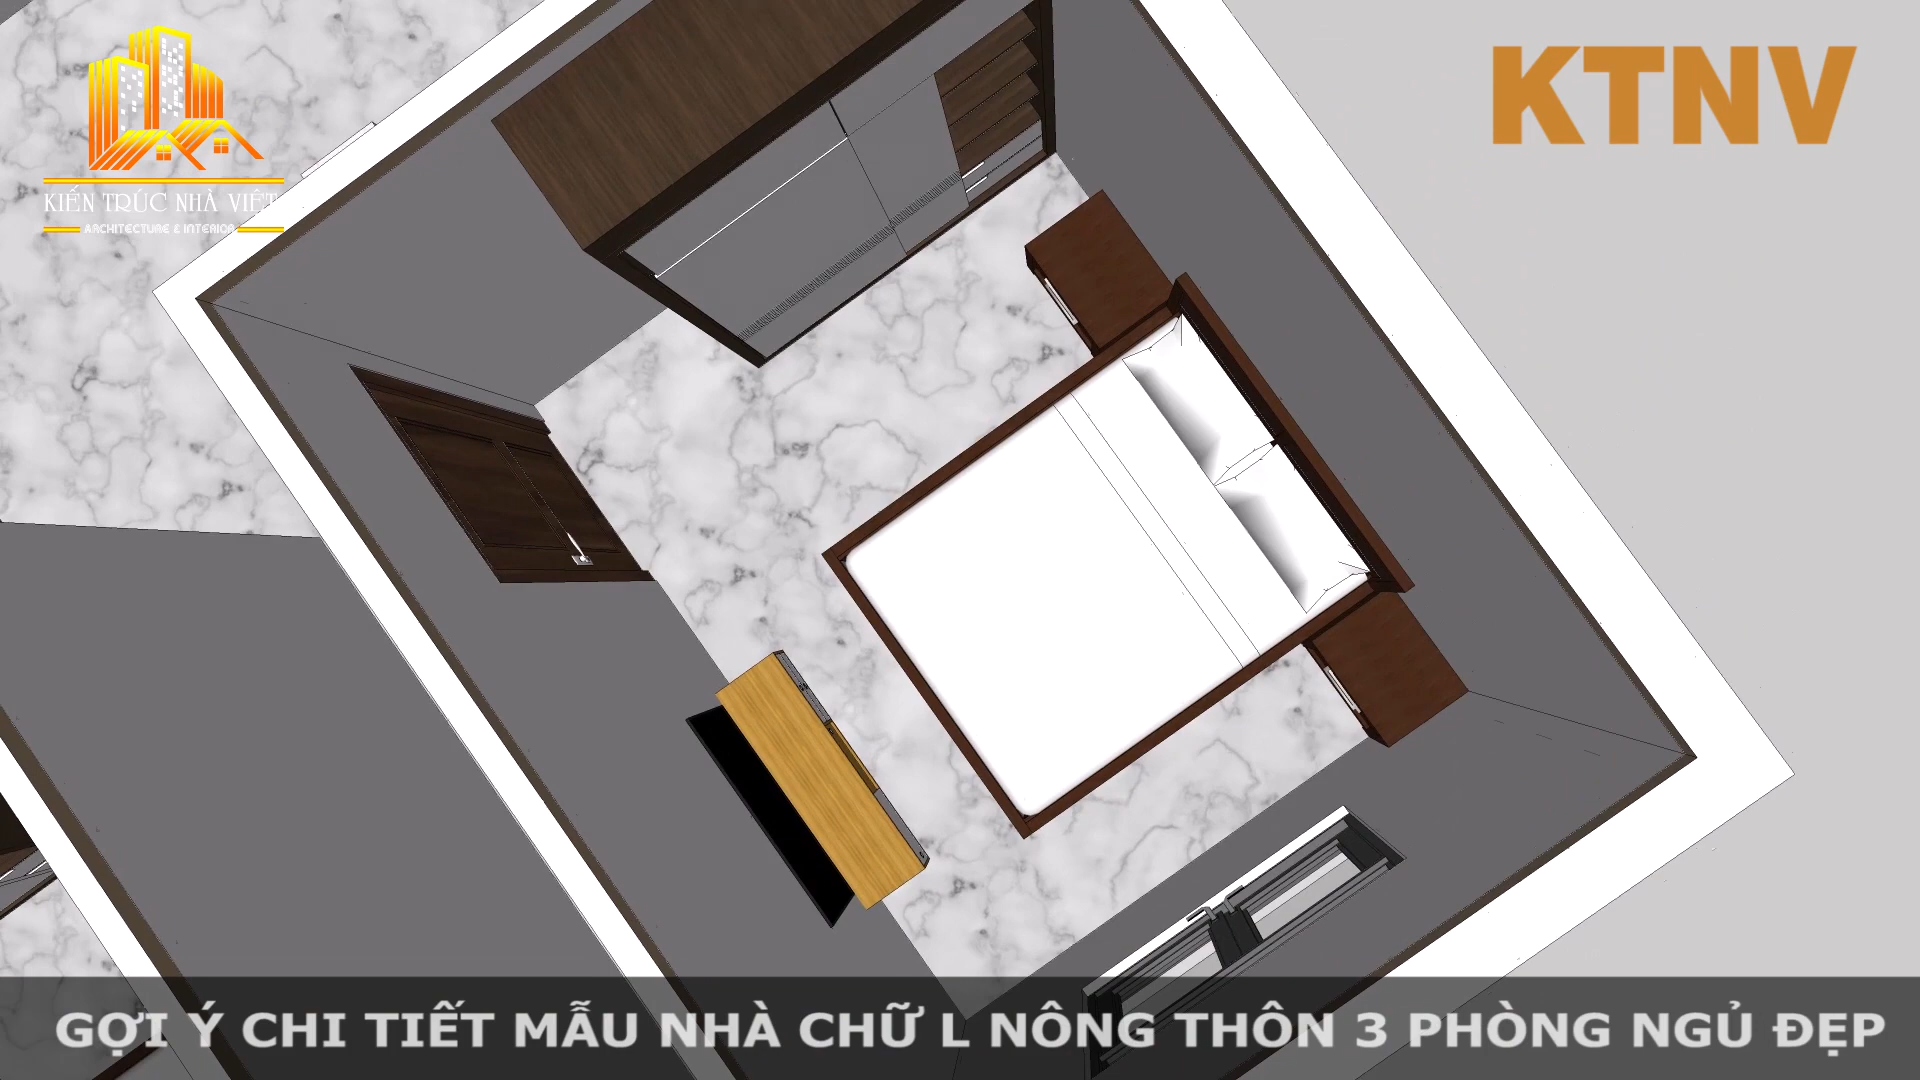 KIẾN TRÚC NHÀ VIỆT
ARCHITECTURE & INTERIOR
KTNV
GỢI Ý CHI TIẾT MẪU NHÀ CHỮ L NÔNG THÔN 3 PHÒNG NGỦ ĐẸP